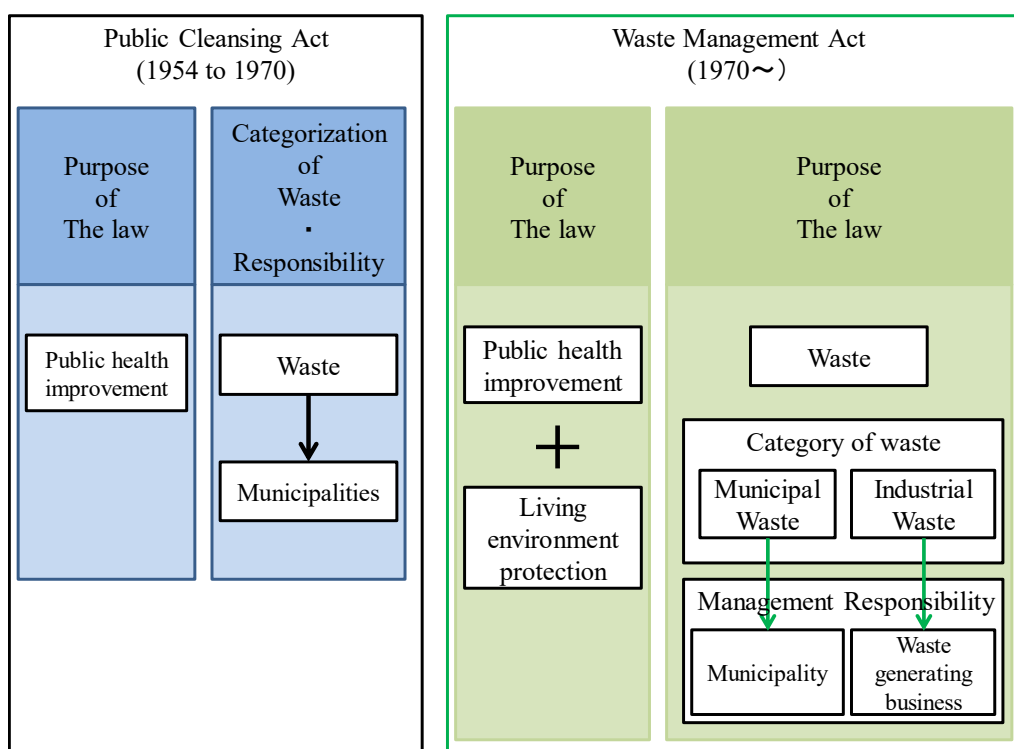 Public Cleansing Act
(1954 to 1970)
Purpose
of
The law
Categorization
of
Waste
・
Responsibility
Public health
improvement
Waste
Municipalities
Waste Management Act
(1970～)
Purpose
of
The law
Purpose
of
The law
Public health
improvement
+
Living
environment
protection
Waste
Category of waste
Municipal
Waste
Industrial
Waste
Management Responsibility
Municipality
Waste
generating
business